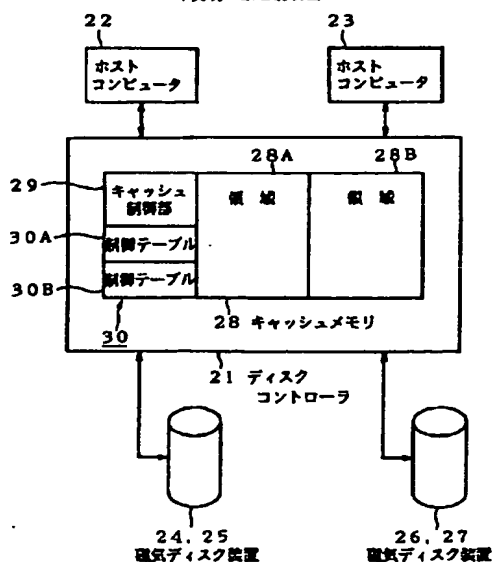 22
23
ホスト
コンピュータ
ホスト
コンピュータ
28A
28B
29
キャッシュ
制御部
領域
領域
30A
制御テーブル
30B
制御テーブル
30
28 キャッシュメモリ
21 ディスク
コントローラ
24, 25
磁気ディスク装置
26, 27
磁気ディスク装置